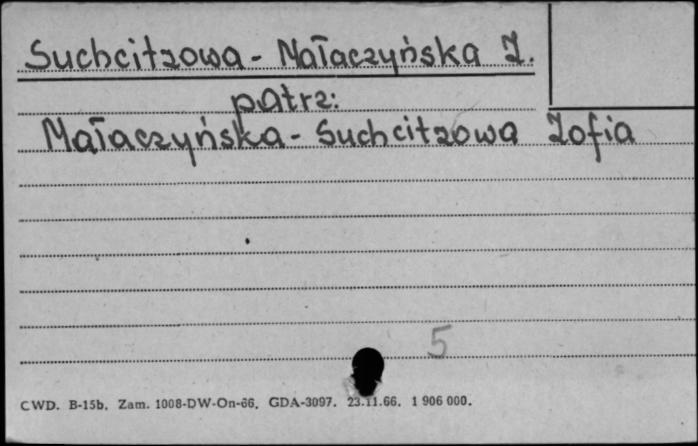 Suchcitzowa - Małaczyńska Z.
patrz:
Małaczyńska - Suchcitzowa Zofia
5
CWD. B-15b. Zam. 1008-DW-On-66. GDA-3097. 23.11.66. 1 906 000.